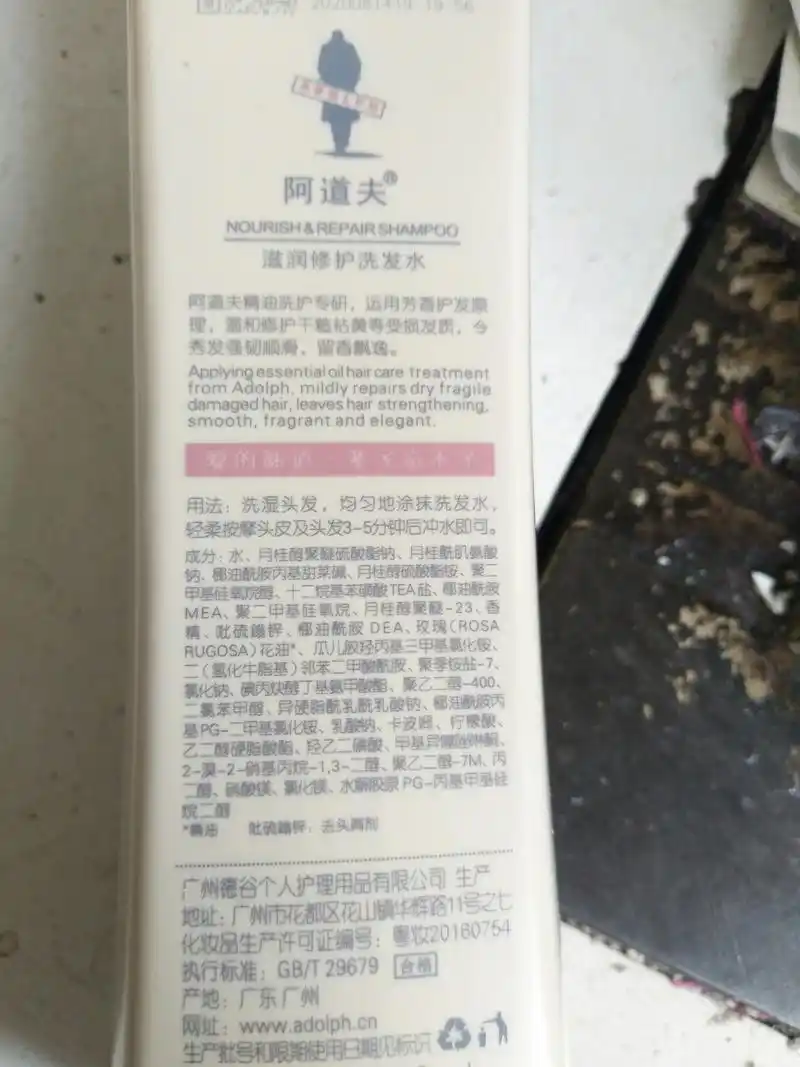 阿道夫®
NOURISH & REPAIR SHAMPOO
滋润修护洗发水
阿道夫精油洗护专研，运用芳香护发原
理，温和修护干糙枯黄等受损发质，令
秀发强韧顺滑，留香飘逸。
Applying essential oil hair care treatment
from Adolph, mildly repairs dry fragile
damaged hair, leaves hair strengthening,
smooth, fragrant and elegant.
用法：洗湿头发，均匀地涂抹洗发水，
轻柔按摩头皮及头发3-5分钟后冲水即可。
成分：水、月桂醇聚醚硫酸酯钠、月桂酰肌氨酸
钠、椰油酰胺丙基甜菜碱、月桂醇硫酸酯铵、聚二
甲基硅氧烷醇、十二烷基苯磺酸TEA盐、椰油酰胺
MEA、聚二甲基硅氧烷、月桂醇聚醚-23、香
精、吡硫鎓锌、椰油酰胺 DEA、玫瑰(ROSA
RUGOSA)花油*、瓜儿胶羟丙基三甲基氯化铵、
二(氢化牛脂基)邻苯二甲酸酰胺、聚季铵盐-7、
氯化钠、碘丙炔醇丁基氨甲酸酯、聚乙二醇-400、
二氯苯甲醇、异硬脂酰乳酰乳酸钠、椰油酰胺丙
基PG-二甲基氯化铵、乳酸钠、卡波姆、柠檬酸、
乙二醇硬脂酸酯、羟乙二磷酸、甲基异噻唑啉酮、
2-溴-2-硝基丙烷-1,3-二醇、聚乙二醇-7M、丙
二醇、硝酸镁、氯化镁、水解胶原 PG-丙基甲基硅
烷二醇
*精油 吡硫鎓锌：去头屑剂
广州德谷个人护理用品有限公司 生产
地址：广州市花都区花山镇华辉路11号之七
化妆品生产许可证编号：粤妆20160754
执行标准：GB/T 29679 合格
产地：广东 广州
网址：www.adolph.cn
生产批号和限期使用日期见标识